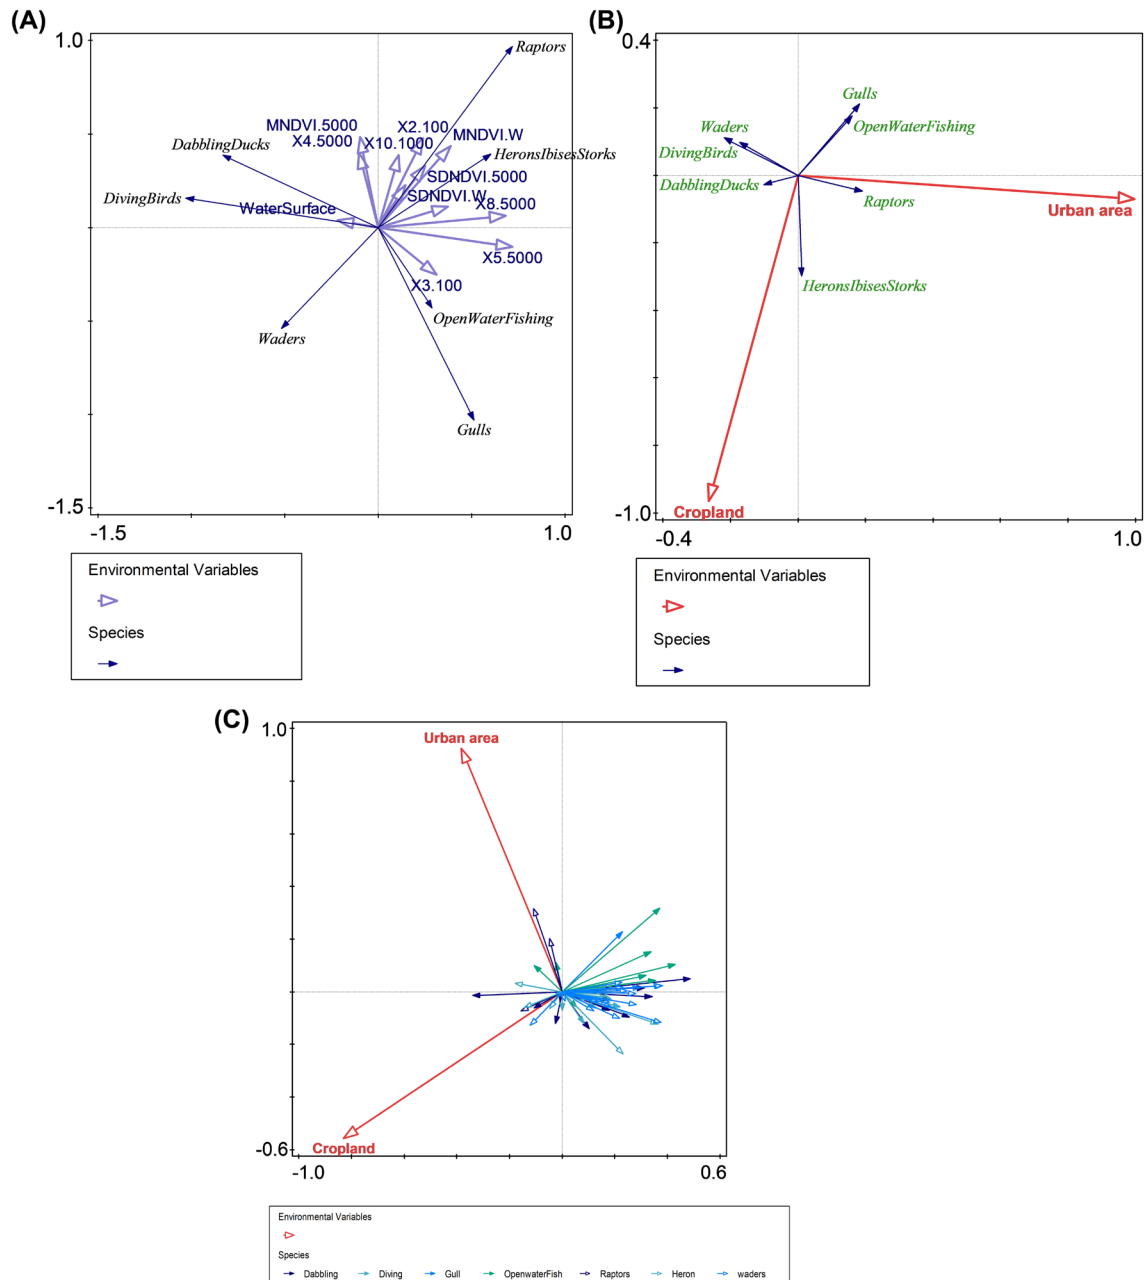 (A)
1.0
Raptors
MNDVI.5000
X2.100
MNDVI.W
X4.5000
X10.1000
DabblingDucks
HeronsIbisesStorks
SDNDVI.5000
DivingBirds
SDNDVI.W
WaterSurface
X8.5000
X5.5000
X3.100
OpenWaterFishing
Waders
Gulls
-1.5
-1.5
1.0
Environmental Variables
Species
(B)
0.4
Gulls
Waders
OpenWaterFishing
DivingBirds
DabblingDucks
Raptors
Urban area
HeronsIbisesStorks
Cropland
-1.0
-0.4
1.0
Environmental Variables
Species
(C)
1.0
Urban area
Cropland
-0.6
-1.0
0.6
Environmental Variables
Species
Dabbling Diving Gull OpenwaterFish Raptors Heron waders